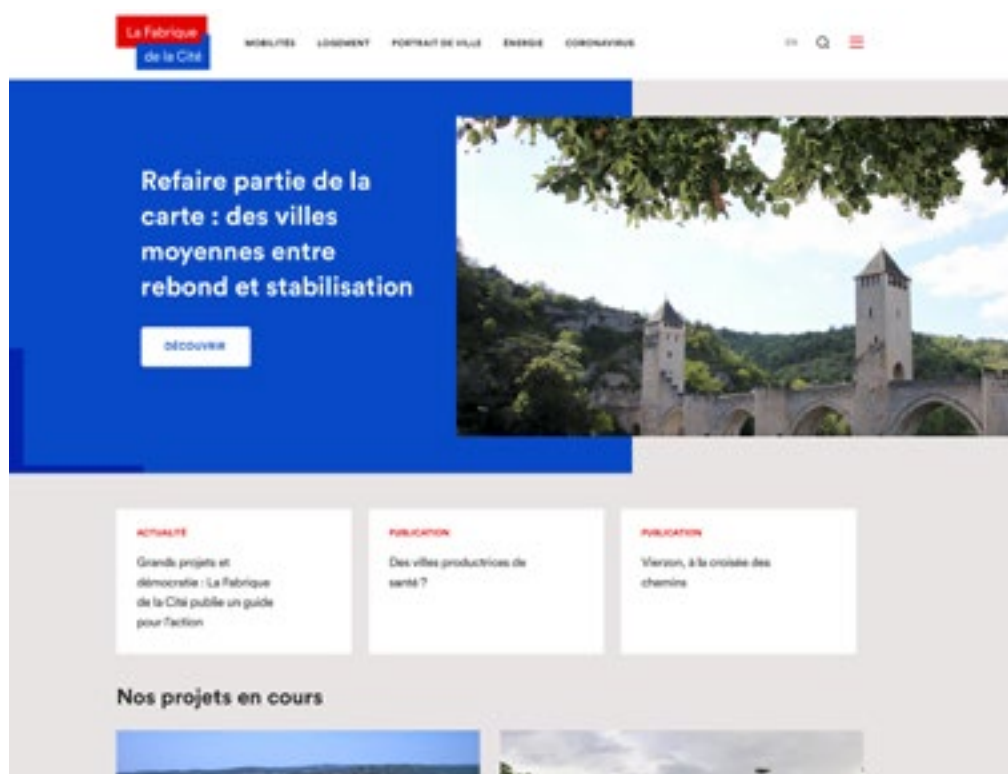 La Fabrique
de la Cité
MOBILITÉS LOGEMENT PORTRAIT DE VILLE ÉNERGIE CORONAVIRUS EN
Refaire partie de la
carte : des villes
moyennes entre
rebond et stabilisation
DÉCOUVRIR
ACTUALITÉ
Grands projets et
démocratie : La Fabrique
de la Cité publie un guide
pour l'action
PUBLICATION
Des villes productrices de
santé ?
PUBLICATION
Vierzon, à la croisée des
chemins
Nos projets en cours